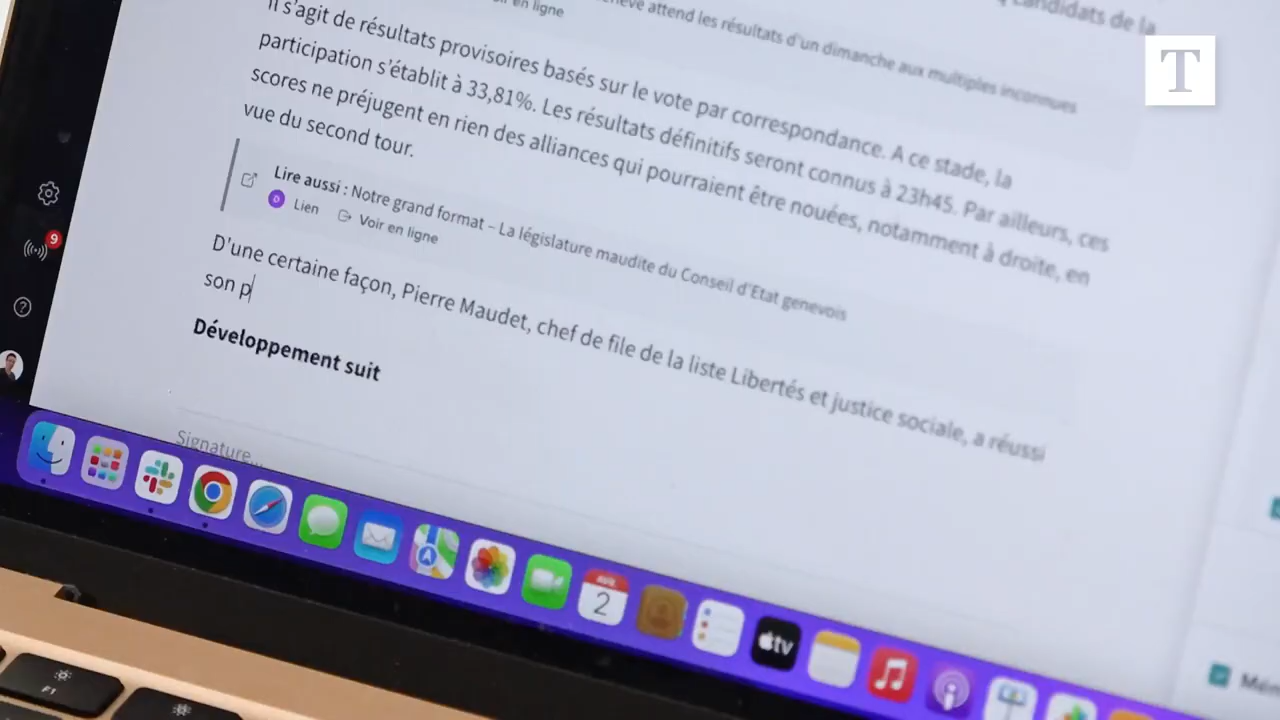 candidats de la
en ligne
attend les résultats d'un dimanche aux multiples inconnues
T
Il s'agit de résultats provisoires basés sur le vote par correspondance. A ce stade, la
participation s'établit à 33,81%. Les résultats définitifs seront connus à 23h45. Par ailleurs, ces
scores ne préjugent en rien des alliances qui pourraient être nouées, notamment à droite, en
vue du second tour.
Lire aussi : Notre grand format – La législature maudite du Conseil d'Etat genevois
D Lien Voir en ligne
9
D'une certaine façon, Pierre Maudet, chef de file de la liste Libertés et justice sociale, a réussi
son p
?
Développement suit
Signature...
AVR.
2
tv
F1